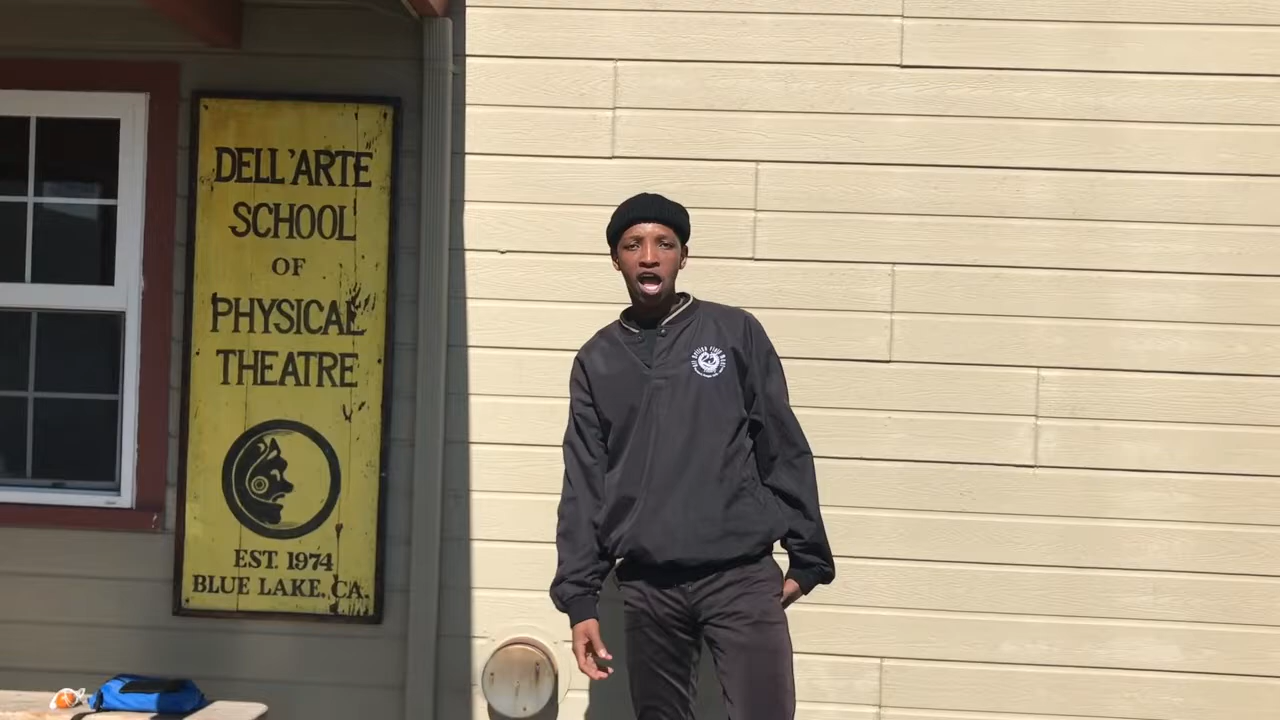 DELL'ARTE
SCHOOL
OF
PHYSICAL
THEATRE
EST. 1974
BLUE LAKE, CA.